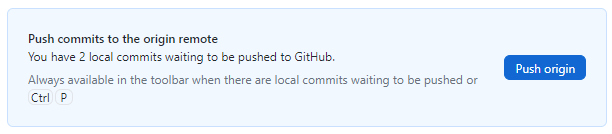 Push commits to the origin remote
You have 2 local commits waiting to be pushed to GitHub.
Push origin
Always available in the toolbar when there are local commits waiting to be pushed or
Ctrl P